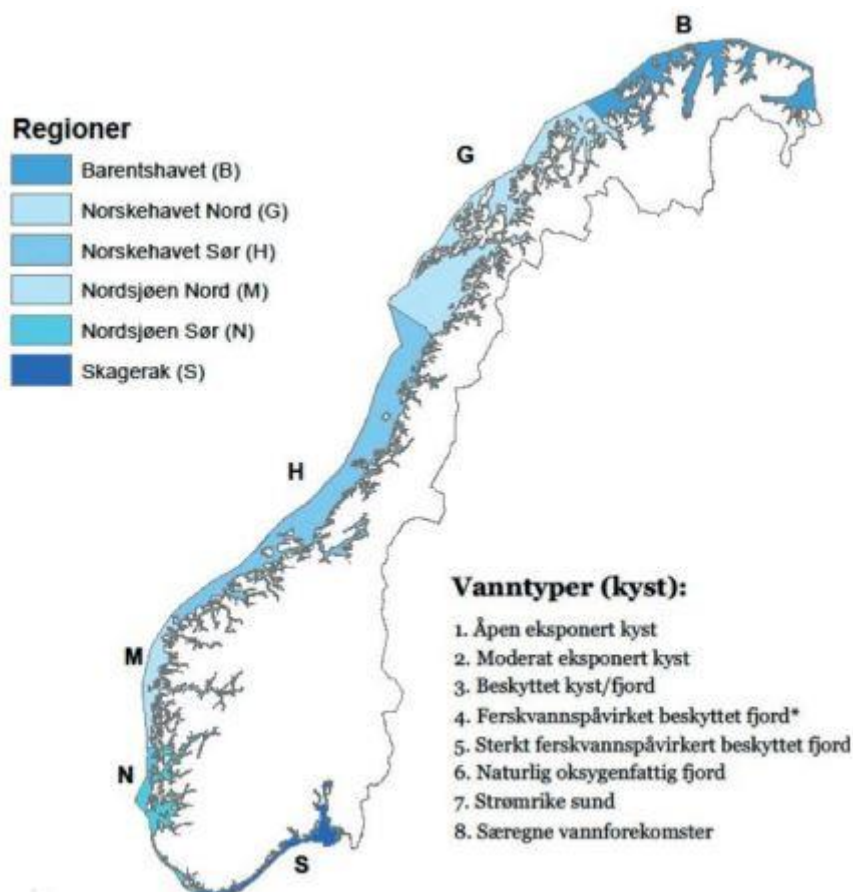 B
Regioner
Barentshavet (B)
G
Norskehavet Nord (G)
Norskehavet Sør (H)
Nordsjøen Nord (M)
Nordsjøen Sør (N)
Skagerak (S)
H
Vanntyper (kyst):
1. Åpen eksponert kyst
2. Moderat eksponert kyst
3. Beskyttet kyst/fjord
4. Ferskvannspåvirket beskyttet fjord*
5. Sterkt ferskvannspåvirkert beskyttet fjord
6. Naturlig oksygenfattig fjord
7. Strømrike sund
8. Særegne vannforekomster
M
N
S